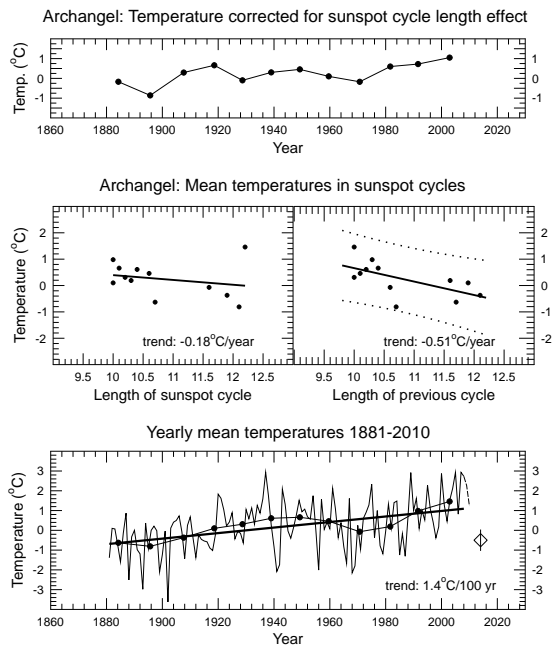 Archangel: Temperature corrected for sunspot cycle length effect
Temp. (°C)
1
0
-1
1
0
-1
1860 1880 1900 1920 1940 1960 1980 2000 2020
Year
Archangel: Mean temperatures in sunspot cycles
Temperature (°C)
2
1
0
-1
-2
2
1
0
-1
-2
trend: -0.18°C/year
trend: -0.51°C/year
9.5 10 10.5 11 11.5 12 12.5
9.5 10 10.5 11 11.5 12 12.5
Length of sunspot cycle
Length of previous cycle
Yearly mean temperatures 1881-2010
Temperature (°C)
3
2
1
0
-1
-2
-3
3
2
1
0
-1
-2
-3
trend: 1.4°C/100 yr
1860 1880 1900 1920 1940 1960 1980 2000 2020
Year